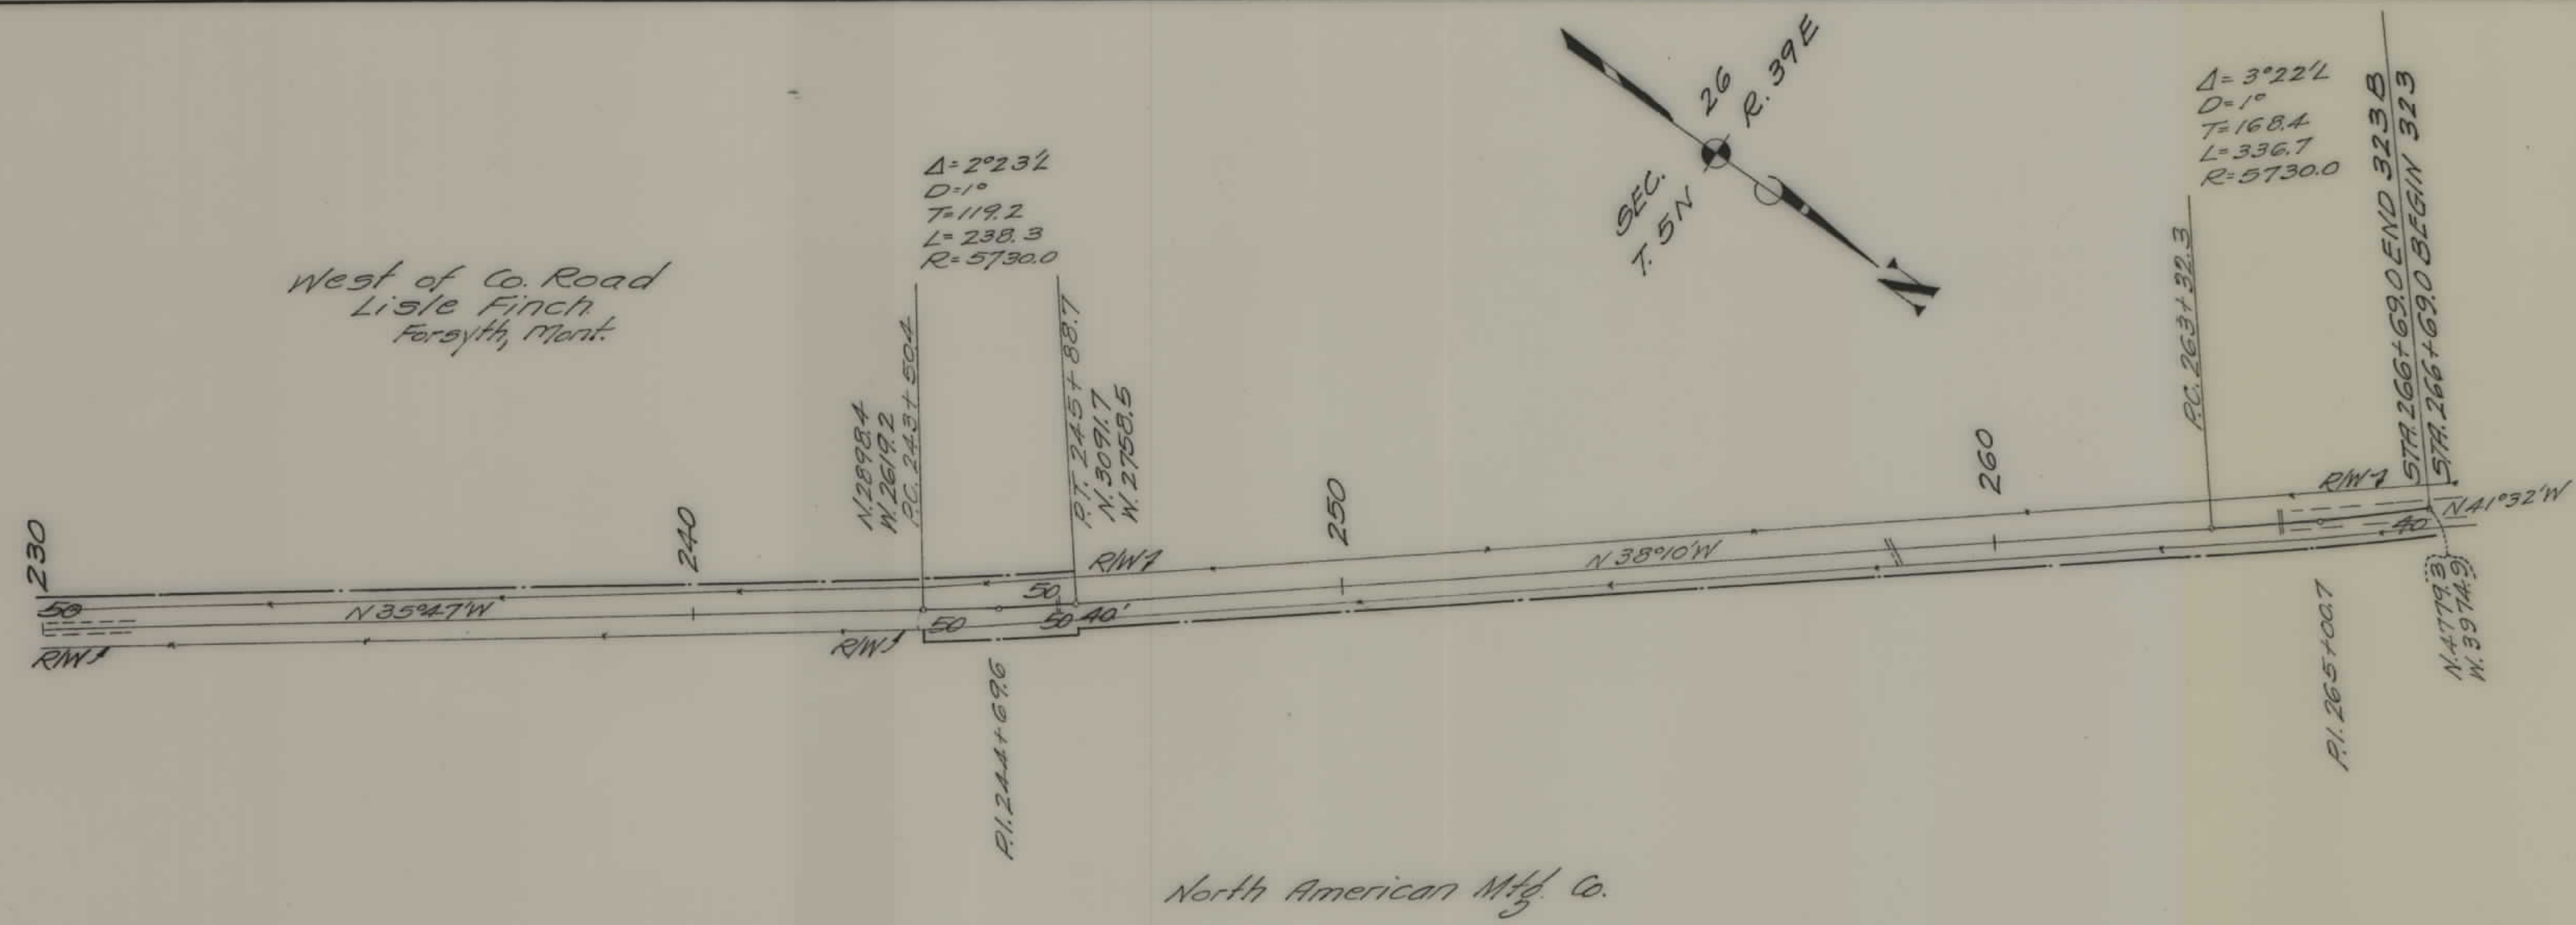 West of Co. Road
Lisle Finch
Forsyth, Mont.
Δ=2°23'L
D=1°
T=119.2
L=238.3
R=5730.0
SEC. 26
T. 5N R. 39E
N
Δ=3°22'L
D=1°
T=168.4
L=336.7
R=5730.0
STA. 266+69.0 END 323B
STA. 266+69.0 BEGIN 323
N.2898.4
W.2619.2
P.C. 243+50.4
P.T. 245+88.7
N.3091.7
W.2758.5
P.C. 263+32.3
230
240
250
260
R/W
R/W
50
N35°47'W
50
N38°10'W
40
N41°32'W
R/W
R/W
50
50
40'
P.I. 244+69.6
P.I. 265+00.7
N.4779.3
W.3974.9
North American Mtg. Co.